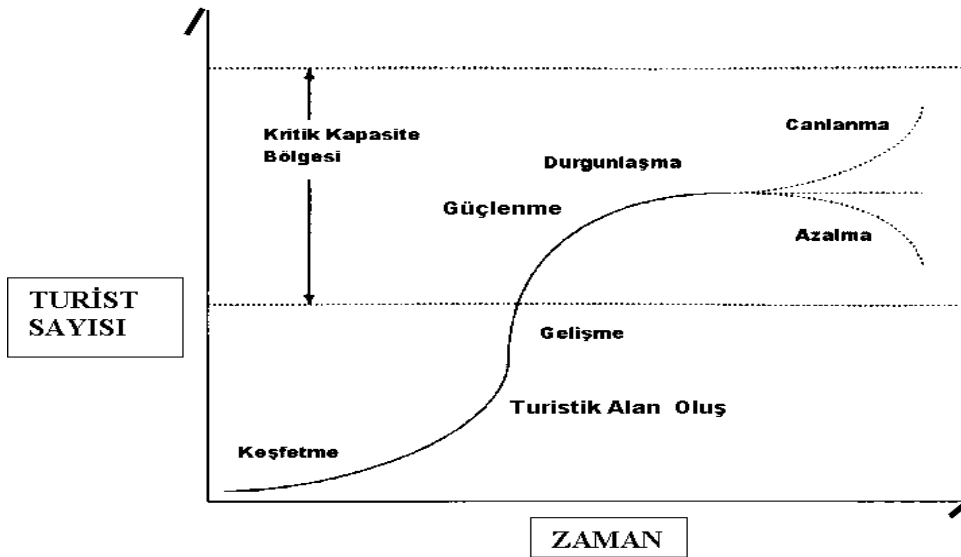 Kritik Kapasite
Bölgesi
Canlanma
Durgunlaşma
Güçlenme
Azalma
TURİST
SAYISI
Gelişme
Turistik Alan Oluş
Keşfetme
ZAMAN